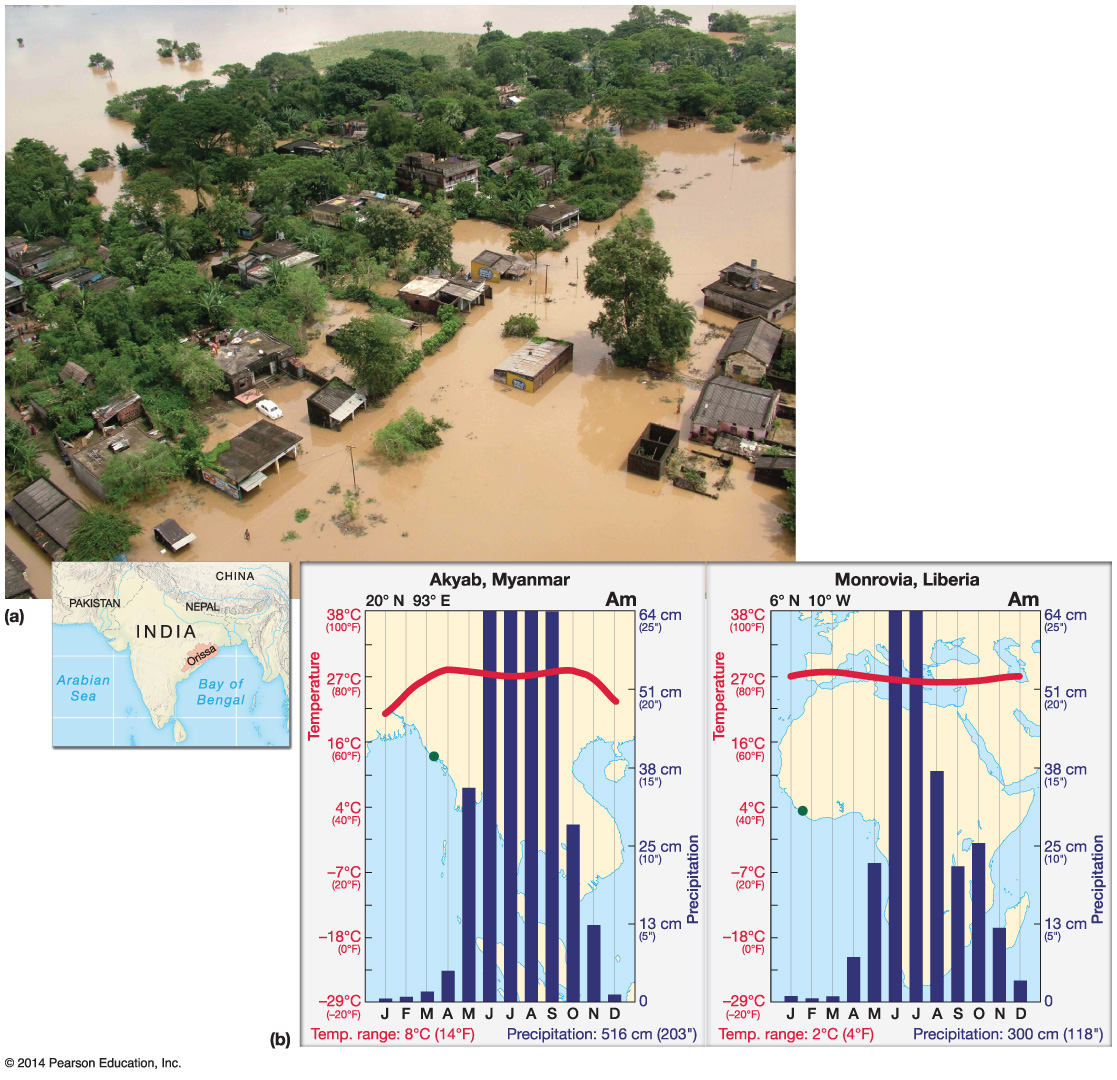 (a)
CHINA
PAKISTAN
NEPAL
INDIA
Orissa
Arabian
Sea
Bay of
Bengal
(b)
Akyab, Myanmar
20° N 93° E
Am
Temperature
38°C
(100°F)
27°C
(80°F)
16°C
(60°F)
4°C
(40°F)
–7°C
(20°F)
–18°C
(0°F)
–29°C
(–20°F)
64 cm
(25")
51 cm
(20")
38 cm
(15")
25 cm
(10")
13 cm
(5")
0
Precipitation
J F M A M J J A S O N D
Temp. range: 8°C (14°F)
Precipitation: 516 cm (203")
Monrovia, Liberia
6° N 10° W
Am
Temperature
38°C
(100°F)
27°C
(80°F)
16°C
(60°F)
4°C
(40°F)
–7°C
(20°F)
–18°C
(0°F)
–29°C
(–20°F)
64 cm
(25")
51 cm
(20")
38 cm
(15")
25 cm
(10")
13 cm
(5")
0
Precipitation
J F M A M J J A S O N D
Temp. range: 2°C (4°F)
Precipitation: 300 cm (118")
© 2014 Pearson Education, Inc.